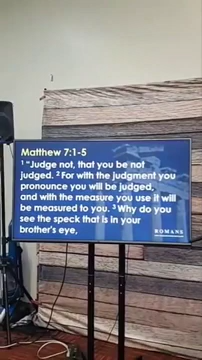 Matthew 7:1-5
1 "Judge not, that you be not
judged. 2 For with the judgment you
pronounce you will be judged,
and with the measure you use it will
be measured to you. 3 Why do you
see the speck that is in your
brother's eye,
ROMANS